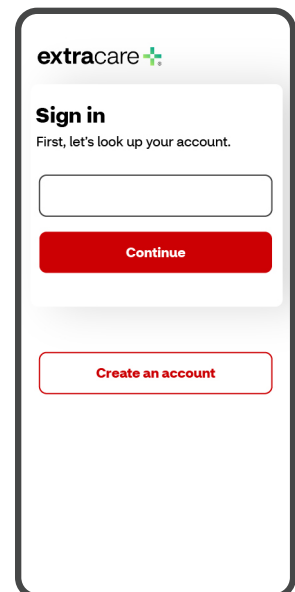 extracare
Sign in
First, let's look up your account.
Continue
Create an account